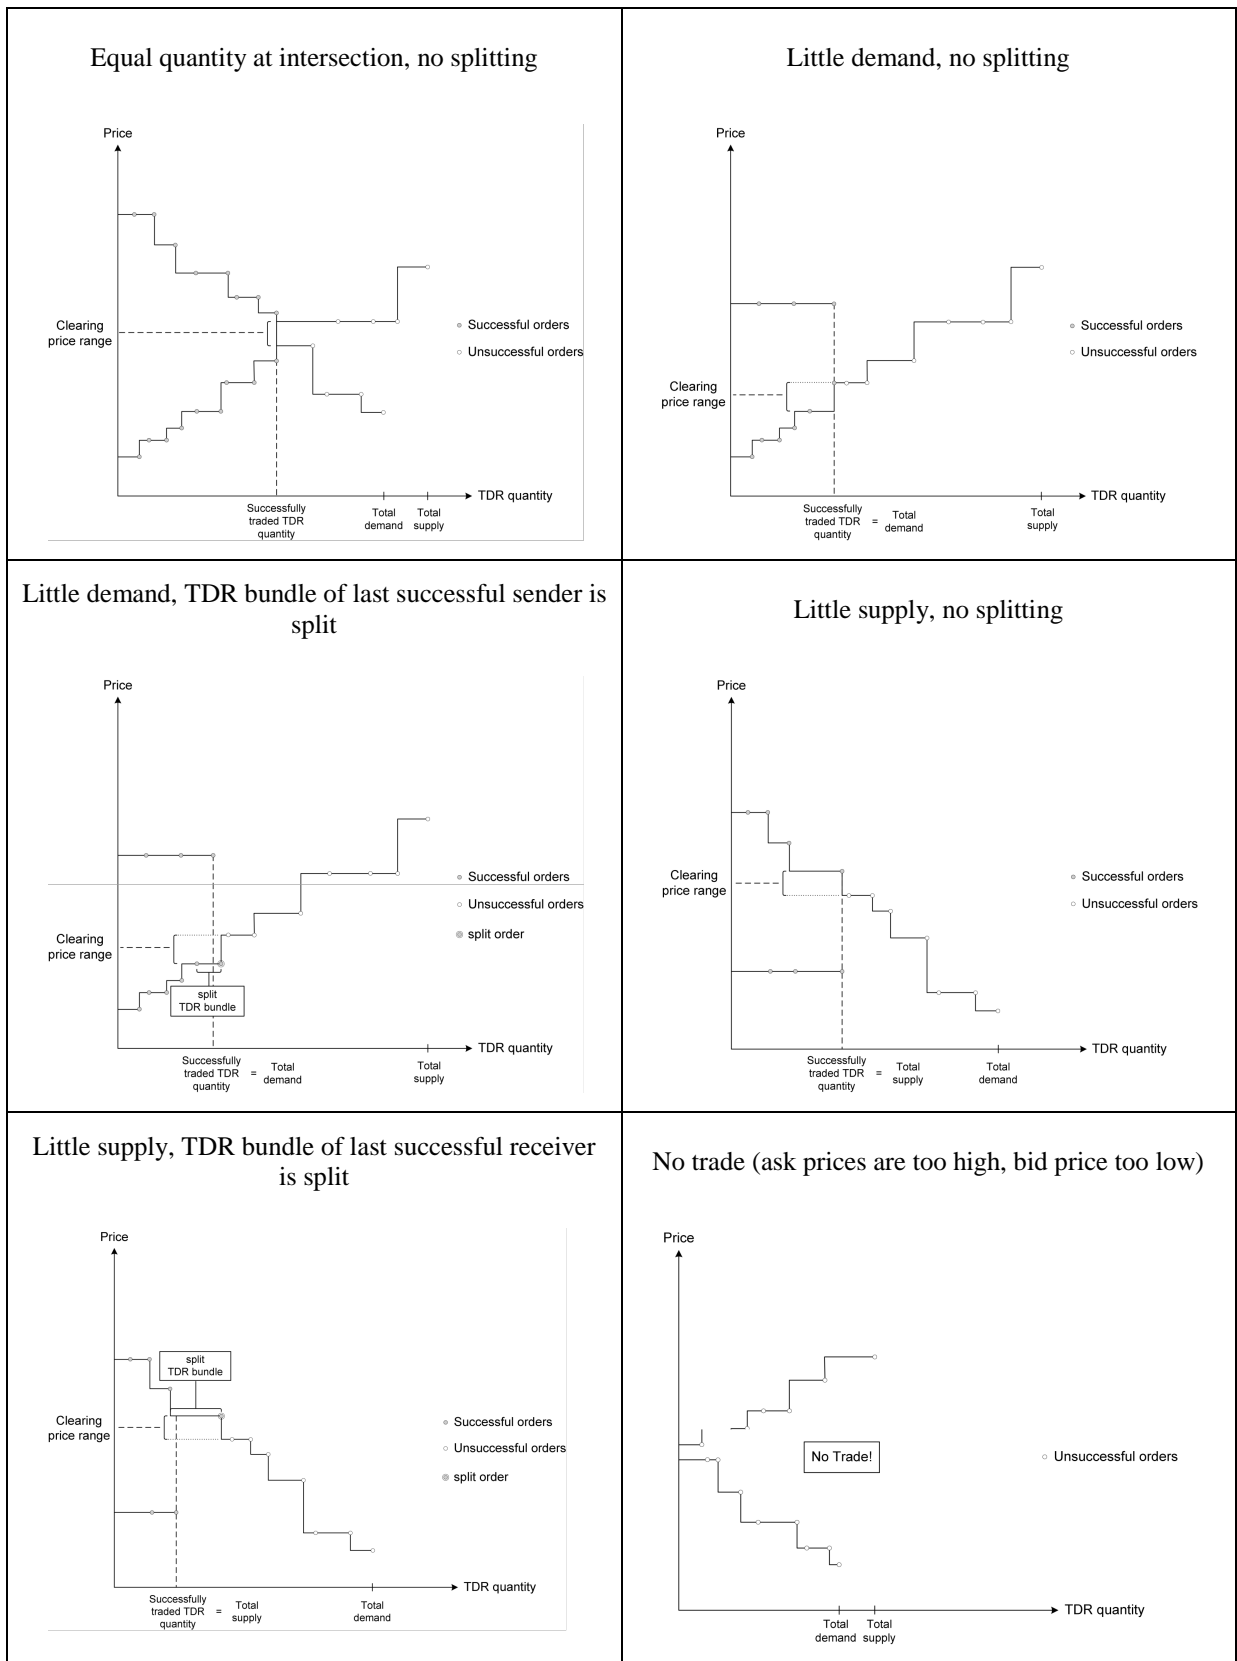 Equal quantity at intersection, no splitting
Price
Clearing
price range
Successful orders
Unsuccessful orders
TDR quantity
Successfully
traded TDR
quantity
Total
demand
Total
supply
Little demand, no splitting
Price
Clearing
price range
Successful orders
Unsuccessful orders
TDR quantity
Successfully
traded TDR
quantity
=
Total
demand
Total
supply
Little demand, TDR bundle of last successful sender is
split
Price
Clearing
price range
split
TDR bundle
Successful orders
Unsuccessful orders
split order
TDR quantity
Successfully
traded TDR
quantity
=
Total
demand
Total
supply
Little supply, no splitting
Price
Clearing
price range
Successful orders
Unsuccessful orders
TDR quantity
Successfully
traded TDR
quantity
=
Total
supply
Total
demand
Little supply, TDR bundle of last successful receiver
is split
Price
split
TDR bundle
Clearing
price range
Successful orders
Unsuccessful orders
split order
TDR quantity
Successfully
traded TDR
quantity
=
Total
supply
Total
demand
No trade (ask prices are too high, bid price too low)
Price
No Trade!
Unsuccessful orders
TDR quantity
Total
demand
Total
supply